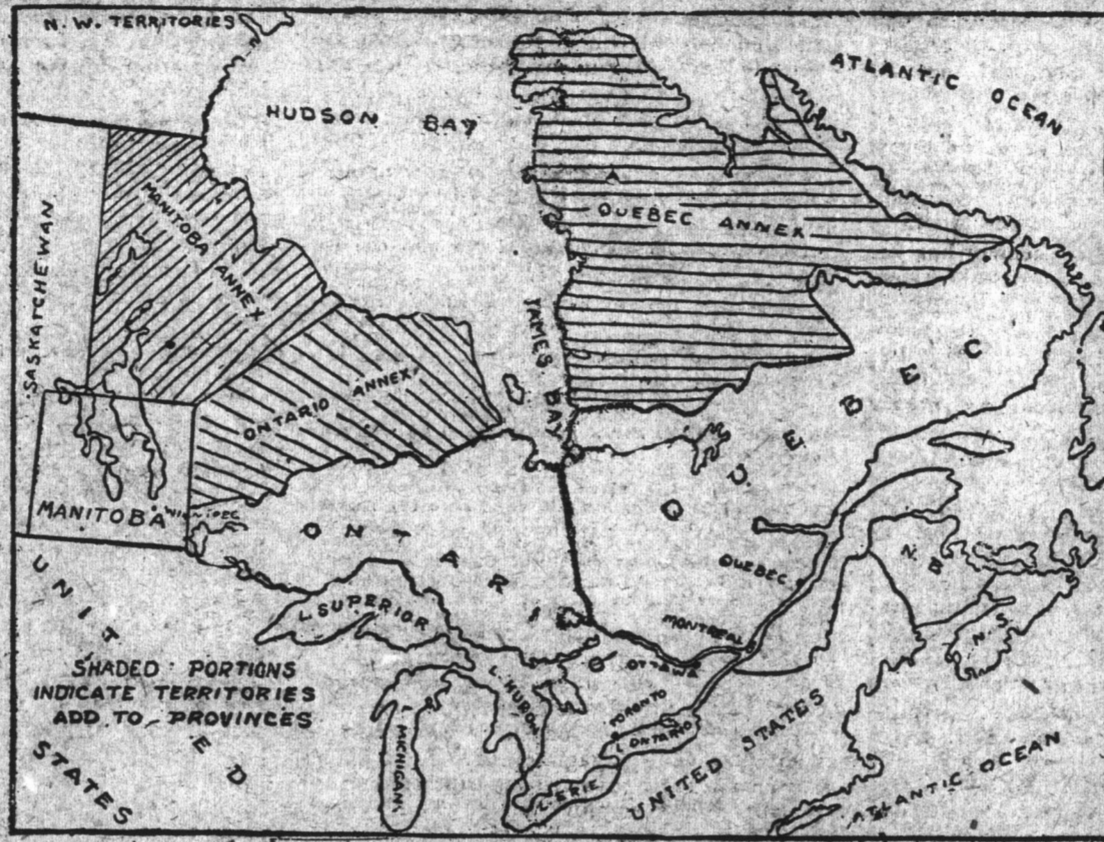 N. W. TERRITORIES
HUDSON BAY
ATLANTIC OCEAN
SASKATCHEWAN.
MANITOBA ANNEX
QUEBEC ANNEX
ONTARIO ANNEX.
JAMES BAY
QUEBEC
MANITOBA
WINNIPEG
ONTARIO
QUEBEC
N. B.
N. S.
MONTREAL
OTTAWA
L. SUPERIOR
L. HURON
TORONTO
L. ONTARIO
L. ERIE
MICHIGAN.
UNITED STATES
SHADED PORTIONS
INDICATE TERRITORIES
ADD TO PROVINCES
UNITED STATES
ATLANTIC OCEAN